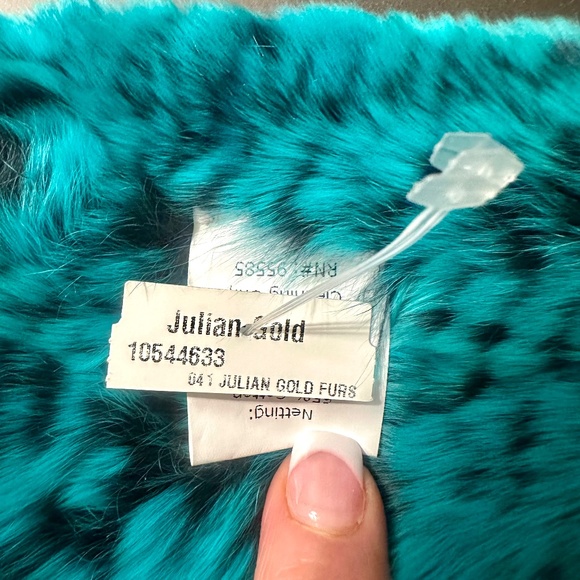 Julian Gold
10544633
041 JULIAN GOLD FURS
RN#: 95585
Netting: